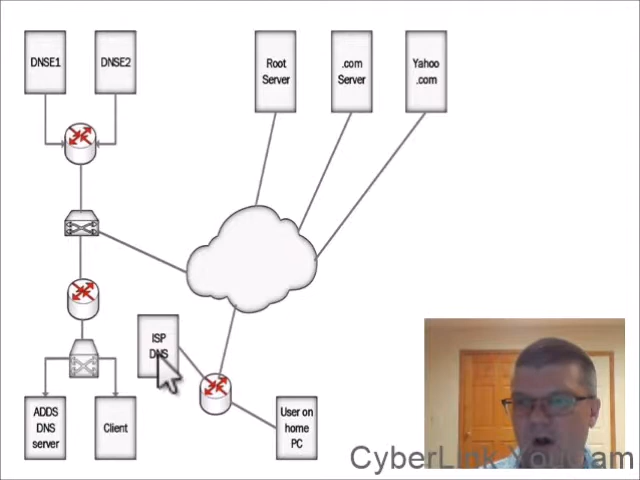 DNSE1
DNSE2
Root
Server
.com
Server
Yahoo
.com
ISP
DNS
ADDS
DNS
server
Client
User on
home
PC
CyberLink YouCam